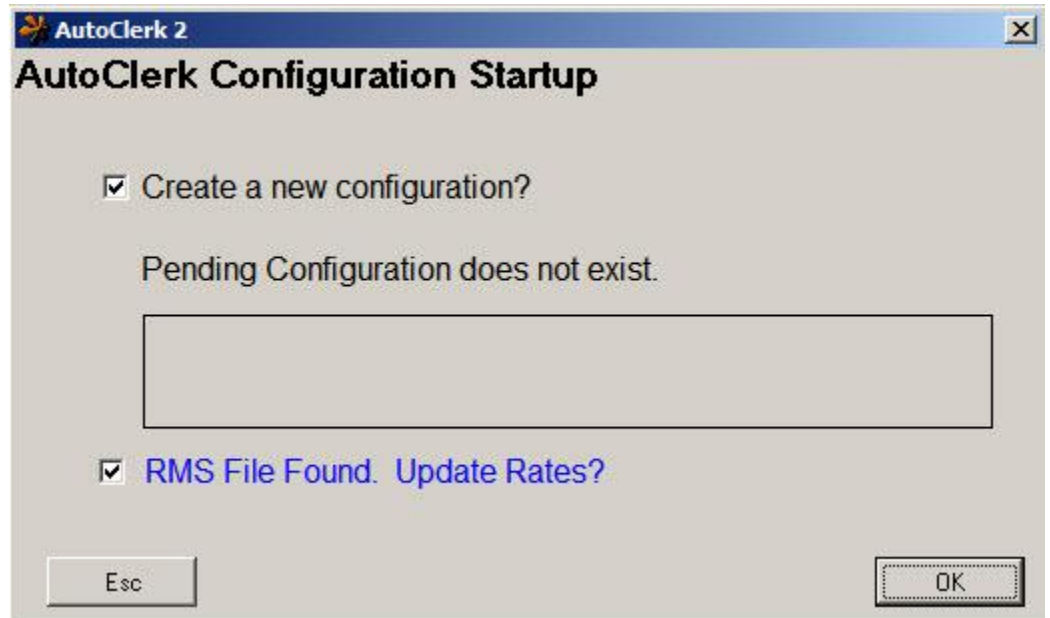 AutoClerk 2
AutoClerk Configuration Startup
Create a new configuration?
Pending Configuration does not exist.
RMS File Found.  Update Rates?
Esc
OK